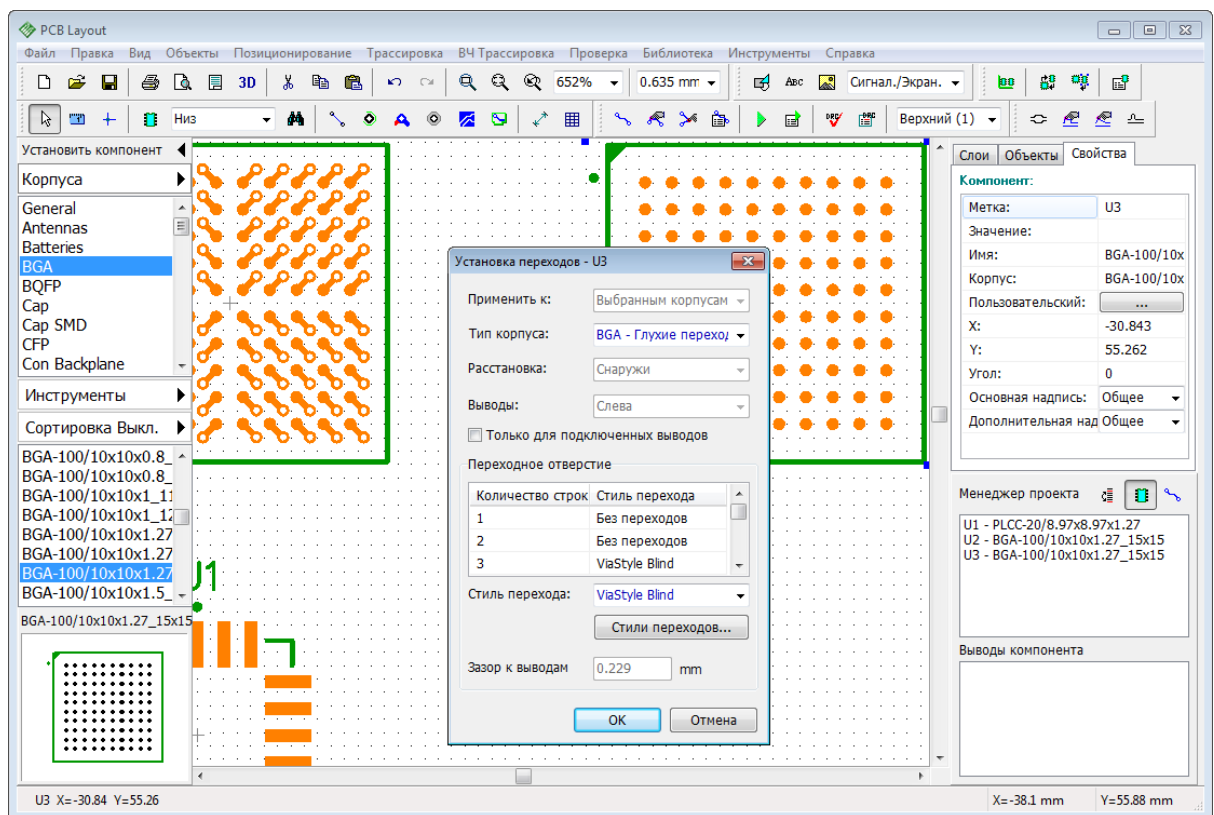 PCB Layout
Файл Правка Вид Объекты Позиционирование Трассировка ВЧ Трассировка Проверка Библиотека Инструменты Справка
3D 652% 0.635 mm ABC Сигнал./Экран.
Низ DRC DRC Верхний (1)
Установить компонент
Корпуса
General
Antennas
Batteries
BGA
BQFP
Cap
Cap SMD
CFP
Con Backplane
Инструменты
Сортировка Выкл.
BGA-100/10x10x0.8_
BGA-100/10x10x0.8_
BGA-100/10x10x1_11
BGA-100/10x10x1_12
BGA-100/10x10x1.27
BGA-100/10x10x1.27
BGA-100/10x10x1.27
BGA-100/10x10x1.5_
BGA-100/10x10x1.27_15x15
U1
Установка переходов - U3
Применить к: Выбранным корпусам
Тип корпуса: BGA - Глухие переход
Расстановка: Снаружи
Выводы: Слева
Только для подключенных выводов
Переходное отверстие
Количество строк Стиль перехода
1 Без переходов
2 Без переходов
3 ViaStyle Blind
Стиль перехода: ViaStyle Blind
Стили переходов...
Зазор к выводам 0.229 mm
OK Отмена
Слои Объекты Свойства
Компонент:
Метка: U3
Значение:
Имя: BGA-100/10x
Корпус: BGA-100/10x
Пользовательский: ...
X: -30.843
Y: 55.262
Угол: 0
Основная надпись: Общее
Дополнительная над Общее
Менеджер проекта
U1 - PLCC-20/8.97x8.97x1.27
U2 - BGA-100/10x10x1.27_15x15
U3 - BGA-100/10x10x1.27_15x15
Выводы компонента
U3 X=-30.84 Y=55.26 X=-38.1 mm Y=55.88 mm